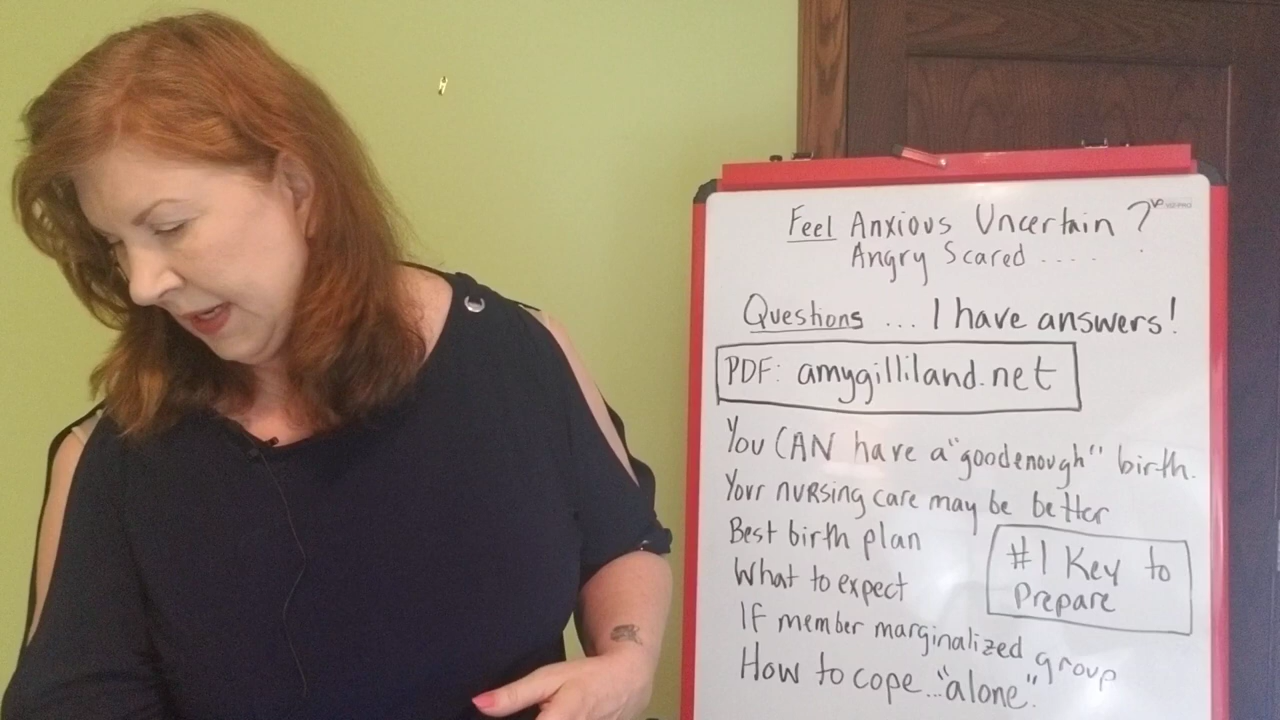 Feel Anxious Uncertain?
Angry Scared.....
Questions ... I have answers!
PDF: amygilliland.net
You CAN have a "goodenough" birth.
Your nursing care may be better
Best birth plan
What to expect
#1 Key to
Prepare
If member marginalized group
How to cope..."alone".